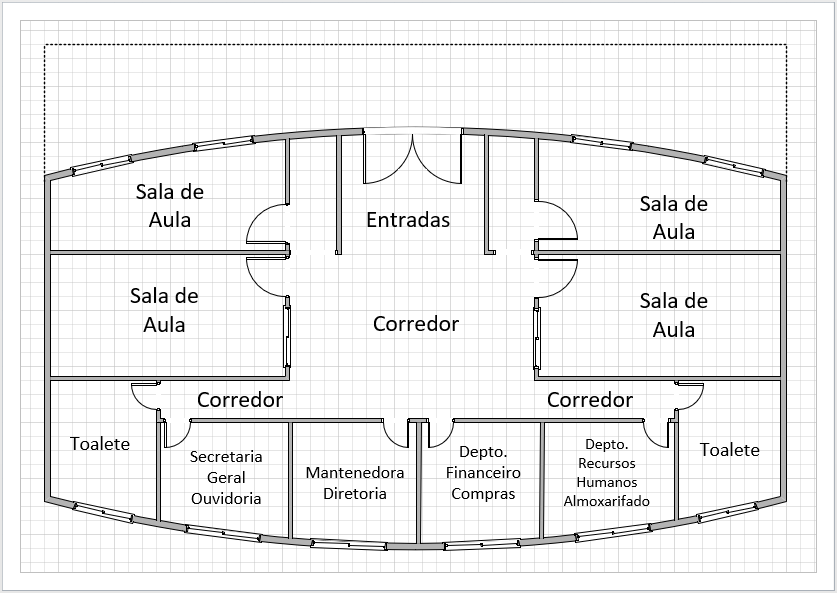 Sala de
Aula
Entradas
Sala de
Aula
Sala de
Aula
Corredor
Sala de
Aula
Corredor
Corredor
Toalete
Secretaria
Geral
Ouvidoria
Mantenedora
Diretoria
Depto.
Financeiro
Compras
Depto.
Recursos
Humanos
Almoxarifado
Toalete